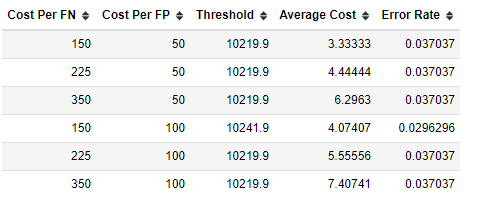 Cost Per FN Cost Per FP Threshold Average Cost Error Rate
150 50 10219.9 3.33333 0.037037
225 50 10219.9 4.44444 0.037037
350 50 10219.9 6.2963 0.037037
150 100 10241.9 4.07407 0.0296296
225 100 10219.9 5.55556 0.037037
350 100 10219.9 7.40741 0.037037